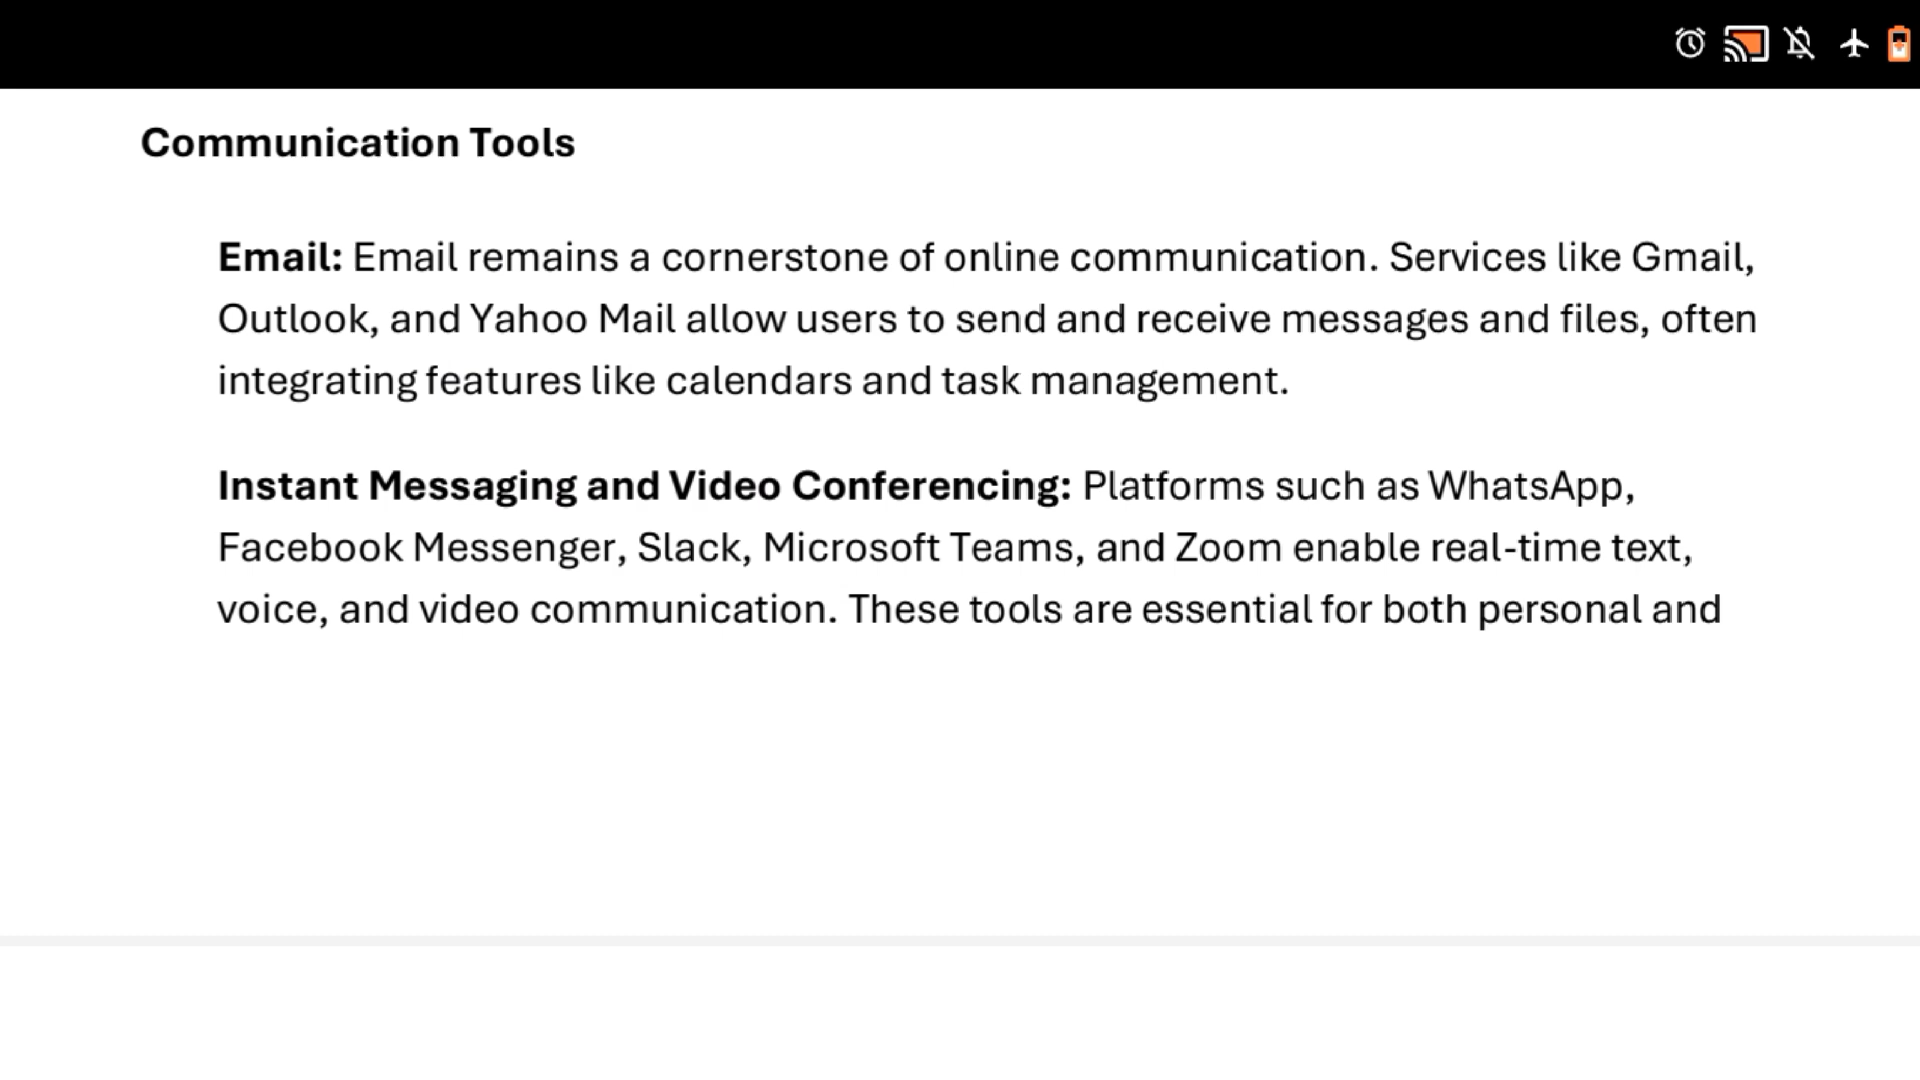 Communication Tools
Email: Email remains a cornerstone of online communication. Services like Gmail,
Outlook, and Yahoo Mail allow users to send and receive messages and files, often
integrating features like calendars and task management.
Instant Messaging and Video Conferencing: Platforms such as WhatsApp,
Facebook Messenger, Slack, Microsoft Teams, and Zoom enable real-time text,
voice, and video communication. These tools are essential for both personal and